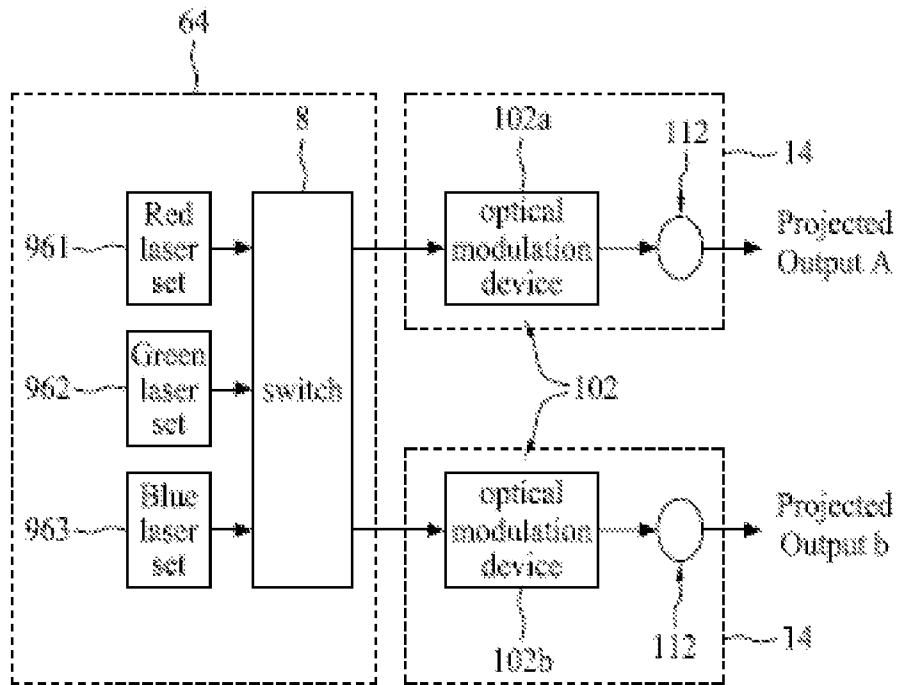 64
8
102a
112
14
961
Red
laser
set
optical
modulation
device
Projected
Output A
962
Green
laser
set
switch
102
963
Blue
laser
set
optical
modulation
device
Projected
Output b
102b
112
14